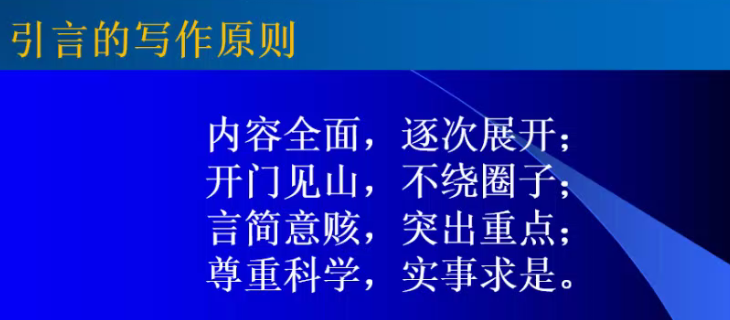 引言的写作原则
内容全面，逐次展开；
开门见山，不绕圈子；
言简意赅，突出重点；
尊重科学，实事求是。